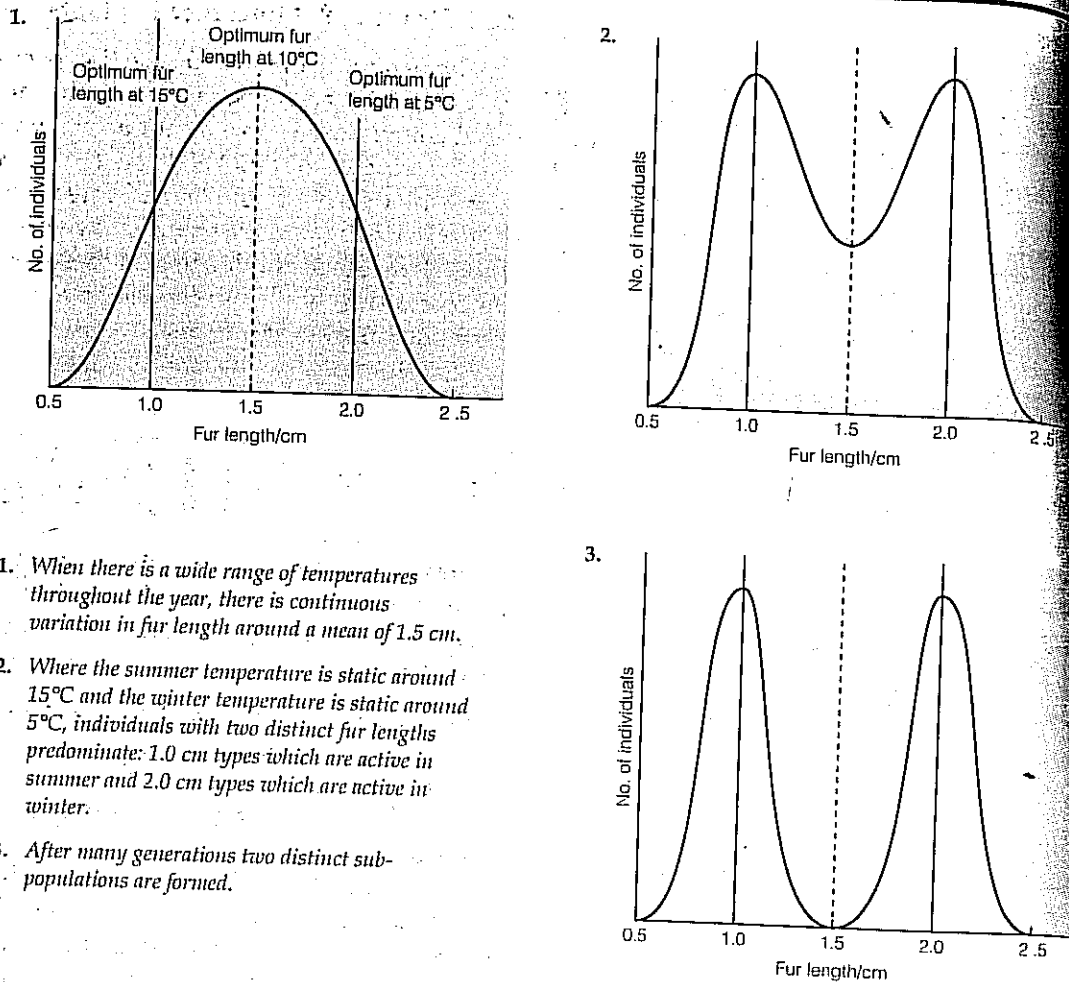 1.
Optimum fur
length at 10°C
Optimum fur
length at 15°C
Optimum fur
length at 5°C
No. of individuals
0.5 1.0 1.5 2.0 2.5
Fur length/cm
2.
No. of individuals
0.5 1.0 1.5 2.0 2.5
Fur length/cm
1. When there is a wide range of temperatures
throughout the year, there is continuous
variation in fur length around a mean of 1.5 cm.
2. Where the summer temperature is static around
15°C and the winter temperature is static around
5°C, individuals with two distinct fur lengths
predominate: 1.0 cm types which are active in
summer and 2.0 cm types which are active in
winter.
. After many generations two distinct sub-
populations are formed.
3.
No. of individuals
0.5 1.0 1.5 2.0 2.5
Fur length/cm